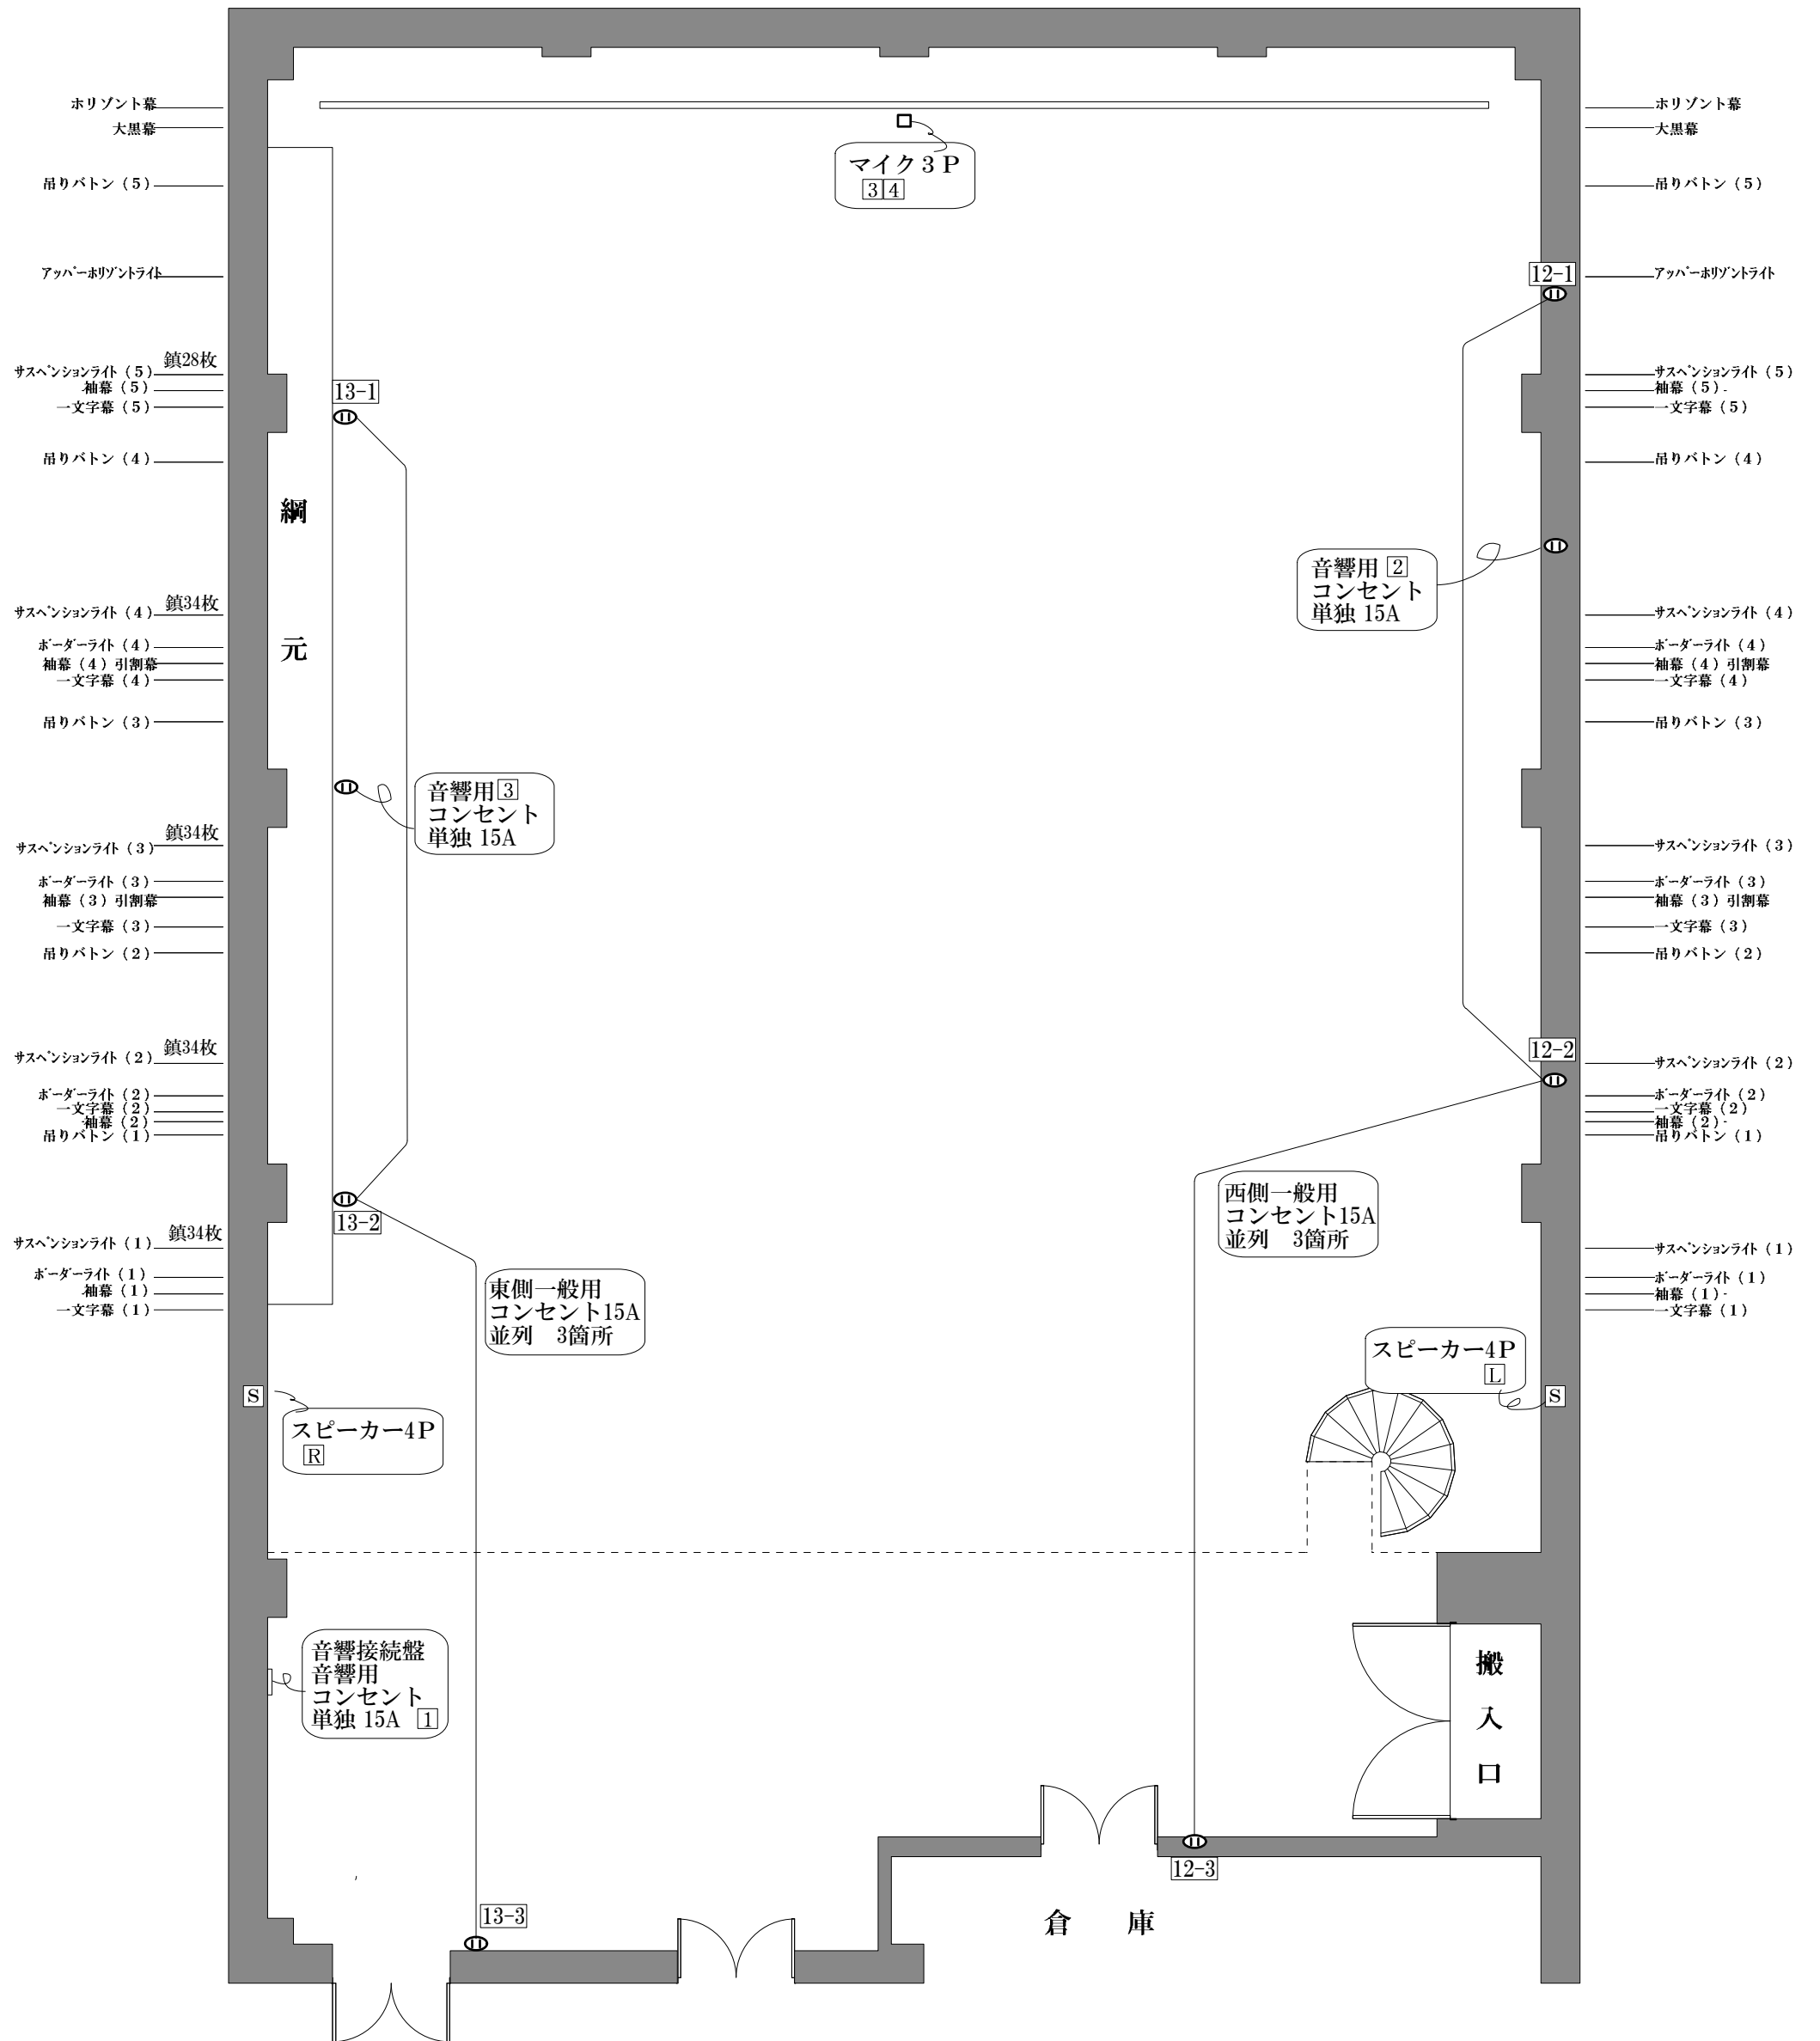 ホリゾント幕
大黒幕
吊りバトン（5）
アッパーホリゾントライト
鎮28枚
サスペンションライト（5）
袖幕（5）
一文字幕（5）
吊りバトン（4）
鎮34枚
サスペンションライト（4）
ボーダーライト（4）
袖幕（4）引割幕
一文字幕（4）
吊りバトン（3）
鎮34枚
サスペンションライト（3）
ボーダーライト（3）
袖幕（3）引割幕
一文字幕（3）
吊りバトン（2）
鎮34枚
サスペンションライト（2）
ボーダーライト（2）
一文字幕（2）
袖幕（2）
吊りバトン（1）
鎮34枚
サスペンションライト（1）
ボーダーライト（1）
袖幕（1）
一文字幕（1）
マイク３Ｐ
3 4
13-1
綱
元
音響用 3
コンセント
単独 15A
13-2
東側一般用
コンセント15A
並列　3箇所
S
スピーカー4P
R
音響接続盤
音響用
コンセント
単独 15A 1
13-3
12-1
音響用 2
コンセント
単独 15A
12-2
西側一般用
コンセント15A
並列　3箇所
スピーカー4P
L
S
搬
入
口
12-3
倉　庫
ホリゾント幕
大黒幕
吊りバトン（5）
アッパーホリゾントライト
サスペンションライト（5）
袖幕（5）
一文字幕（5）
吊りバトン（4）
サスペンションライト（4）
ボーダーライト（4）
袖幕（4）引割幕
一文字幕（4）
吊りバトン（3）
サスペンションライト（3）
ボーダーライト（3）
袖幕（3）引割幕
一文字幕（3）
吊りバトン（2）
サスペンションライト（2）
ボーダーライト（2）
一文字幕（2）
袖幕（2）
吊りバトン（1）
サスペンションライト（1）
ボーダーライト（1）
袖幕（1）
一文字幕（1）